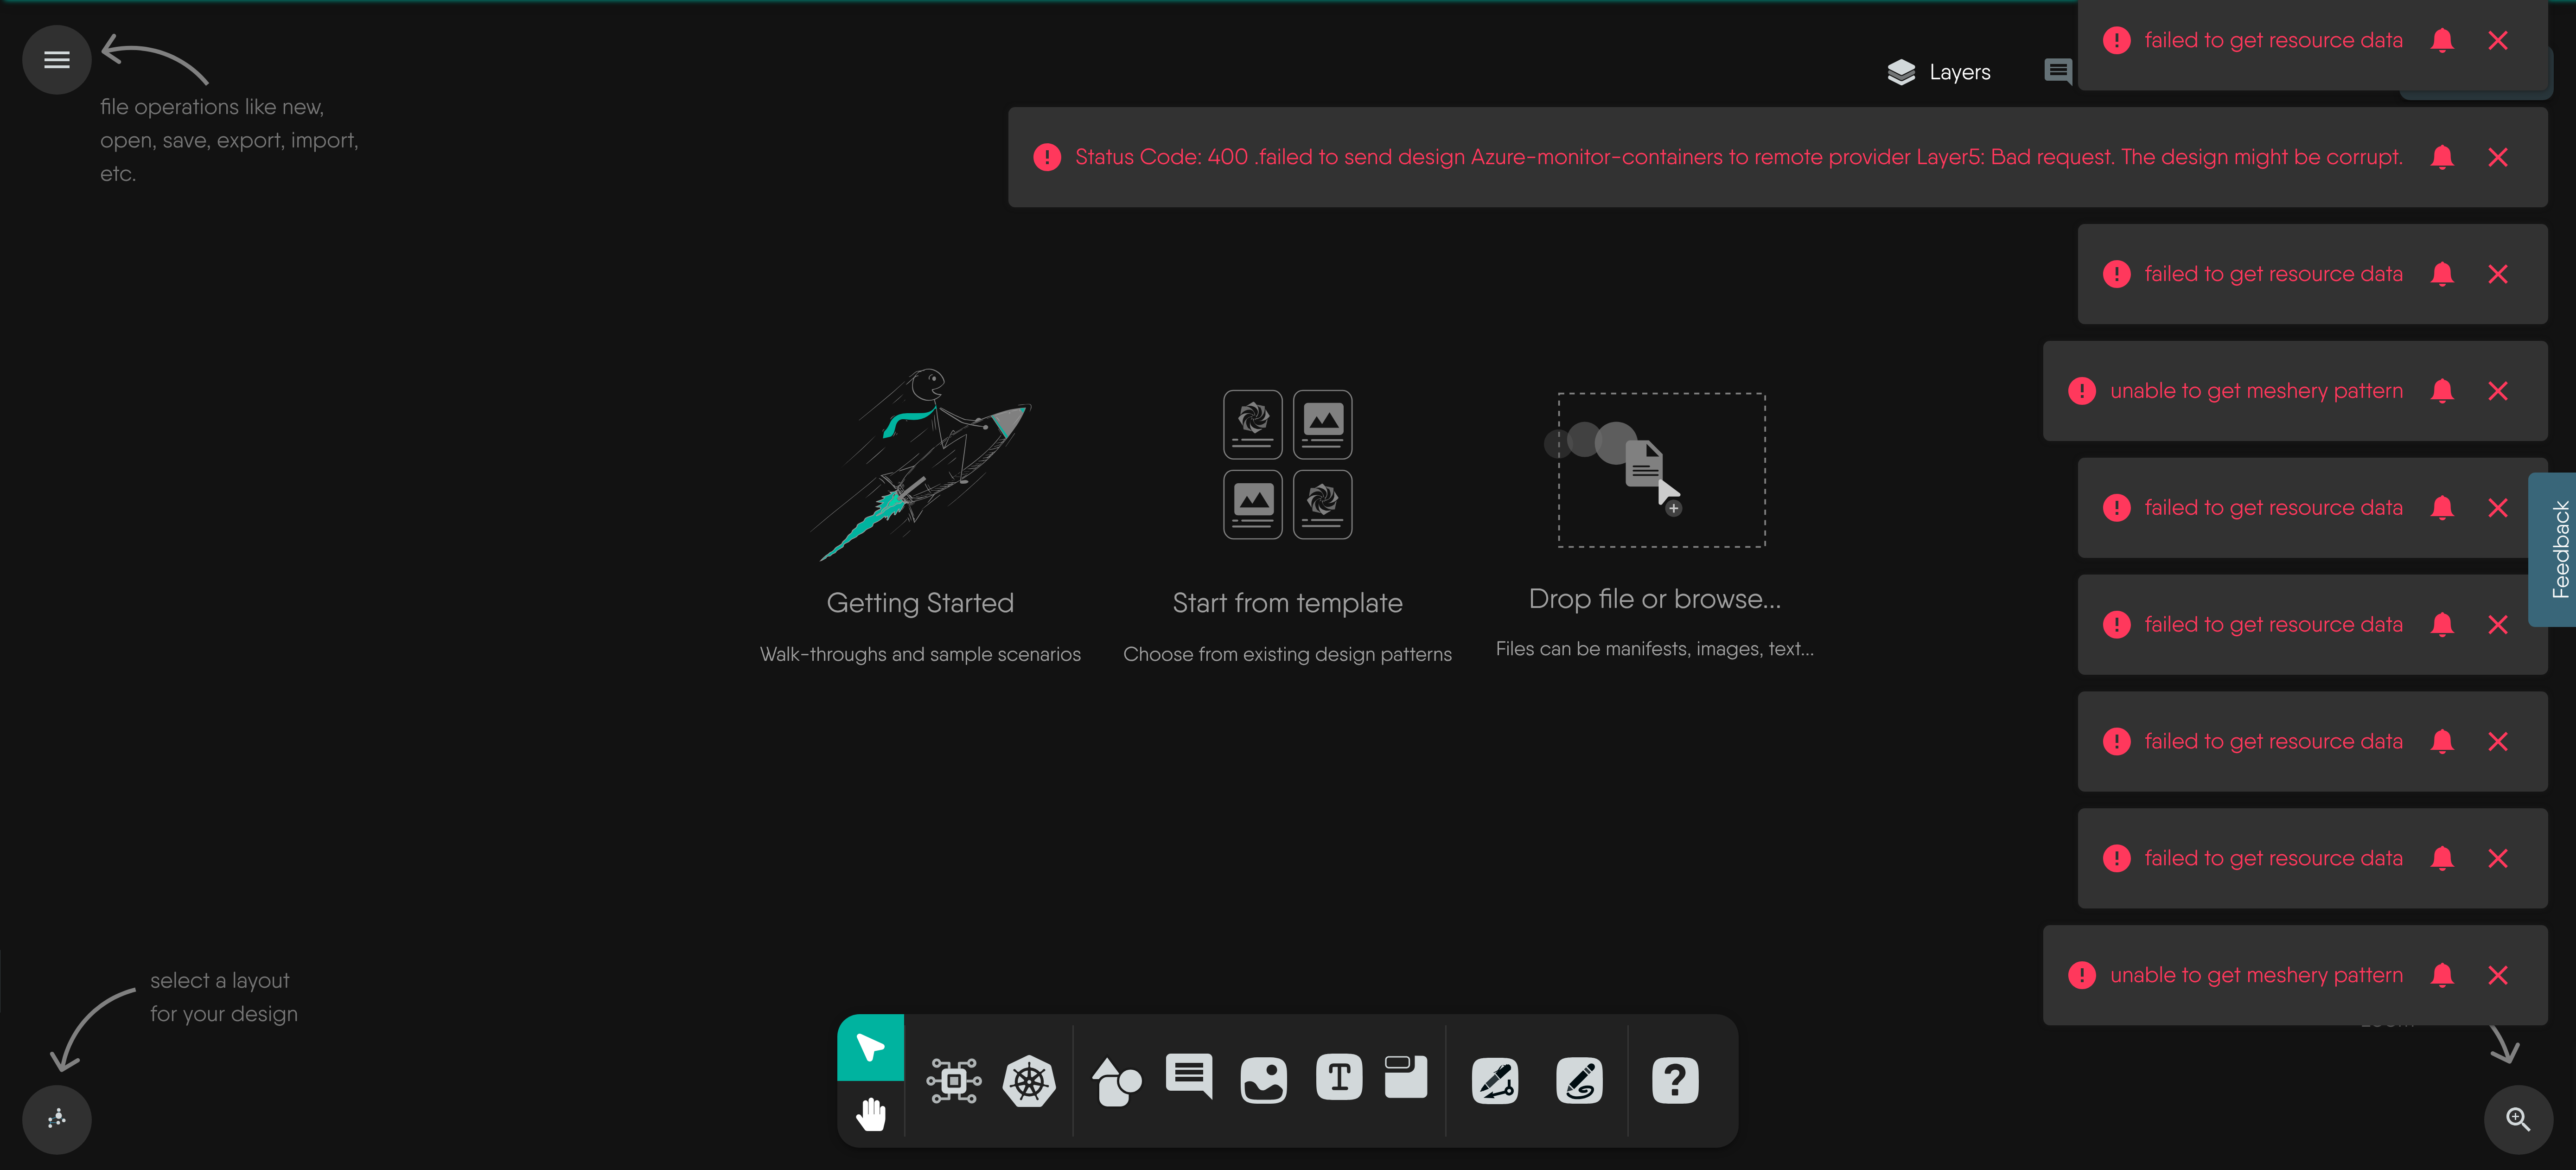 failed to get resource data
file operations like new,
open, save, export, import,
etc.
Layers
Status Code: 400 .failed to send design Azure-monitor-containers to remote provider Layer5: Bad request. The design might be corrupt.
failed to get resource data
unable to get meshery pattern
failed to get resource data
Feedback
failed to get resource data
Getting Started
Start from template
Drop file or browse...
Walk-throughs and sample scenarios
Choose from existing design patterns
Files can be manifests, images, text...
failed to get resource data
failed to get resource data
unable to get meshery pattern
select a layout
for your design